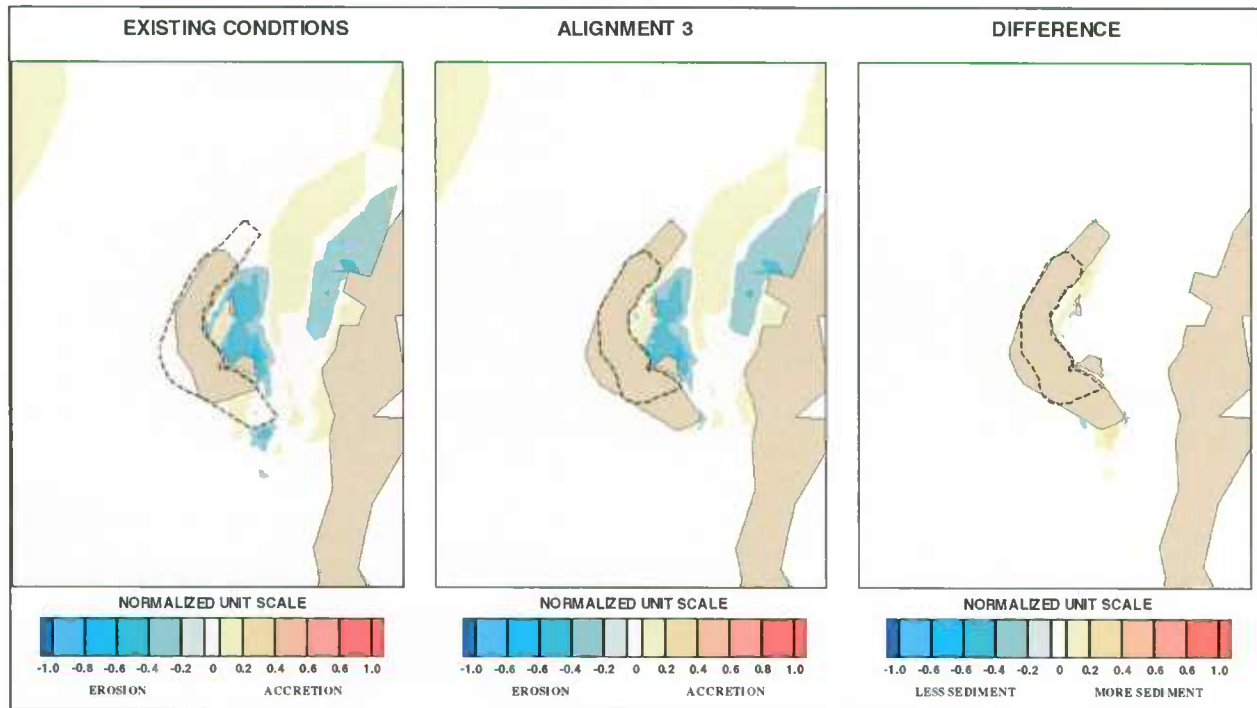 EXISTING CONDITIONS
ALIGNMENT 3
DIFFERENCE
NORMALIZED UNIT SCALE
-1.0 -0.8 -0.6 -0.4 -0.2 0 0.2 0.4 0.6 0.8 1.0
EROSION ACCRETION
NORMALIZED UNIT SCALE
-1.0 -0.8 -0.6 -0.4 -0.2 0 0.2 0.4 0.6 0.8 1.0
EROSION ACCRETION
NORMALIZED UNIT SCALE
-1.0 -0.8 -0.6 -0.4 -0.2 0 0.2 0.4 0.6 0.8 1.0
LESS SEDIMENT MORE SEDIMENT